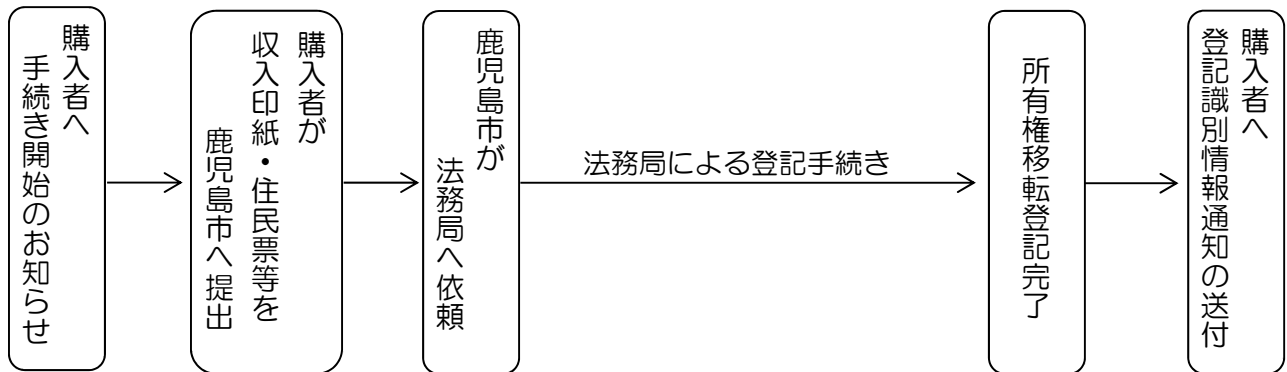 購入者へ
手続き開始のお知らせ
購入者が
収入印紙・住民票等を
鹿児島市へ提出
鹿児島市が
法務局へ依頼
法務局による登記手続き
所有権移転登記完了
購入者へ
登記識別情報通知の送付